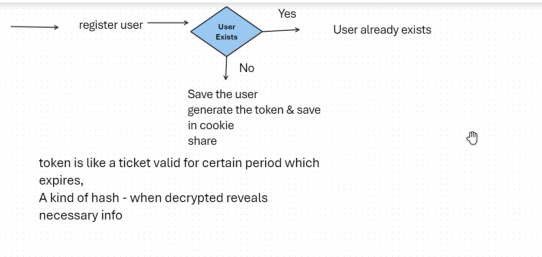 Yes
register user
User
Exists
User already exists
No
Save the user
generate the token & save
in cookie
share
token is like a ticket valid for certain period which
expires,
A kind of hash - when decrypted reveals
necessary info